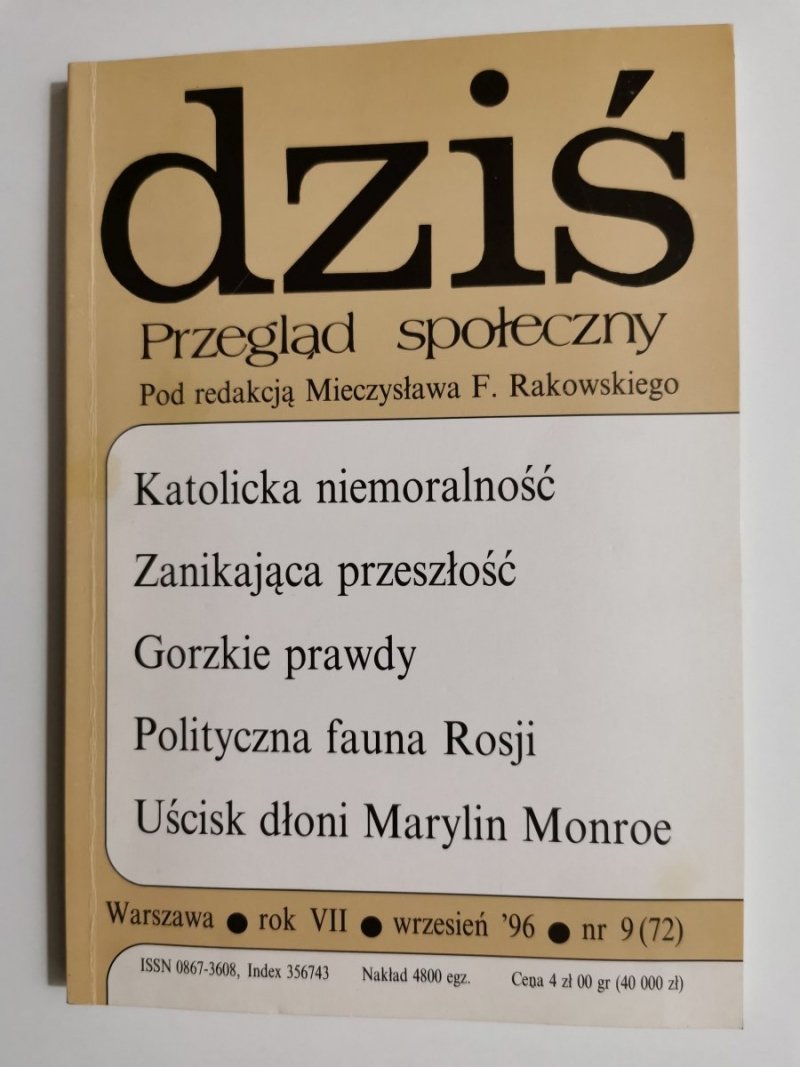 dziś
Przegląd społeczny
Pod redakcją Mieczysława F. Rakowskiego
Katolicka niemoralność
Zanikająca przeszłość
Gorzkie prawdy
Polityczna fauna Rosji
Uścisk dłoni Marylin Monroe
Warszawa ● rok VII ● wrzesień '96 ● nr 9 (72)
ISSN 0867-3608, Index 356743 Nakład 4800 egz. Cena 4 zł 00 gr (40 000 zł)